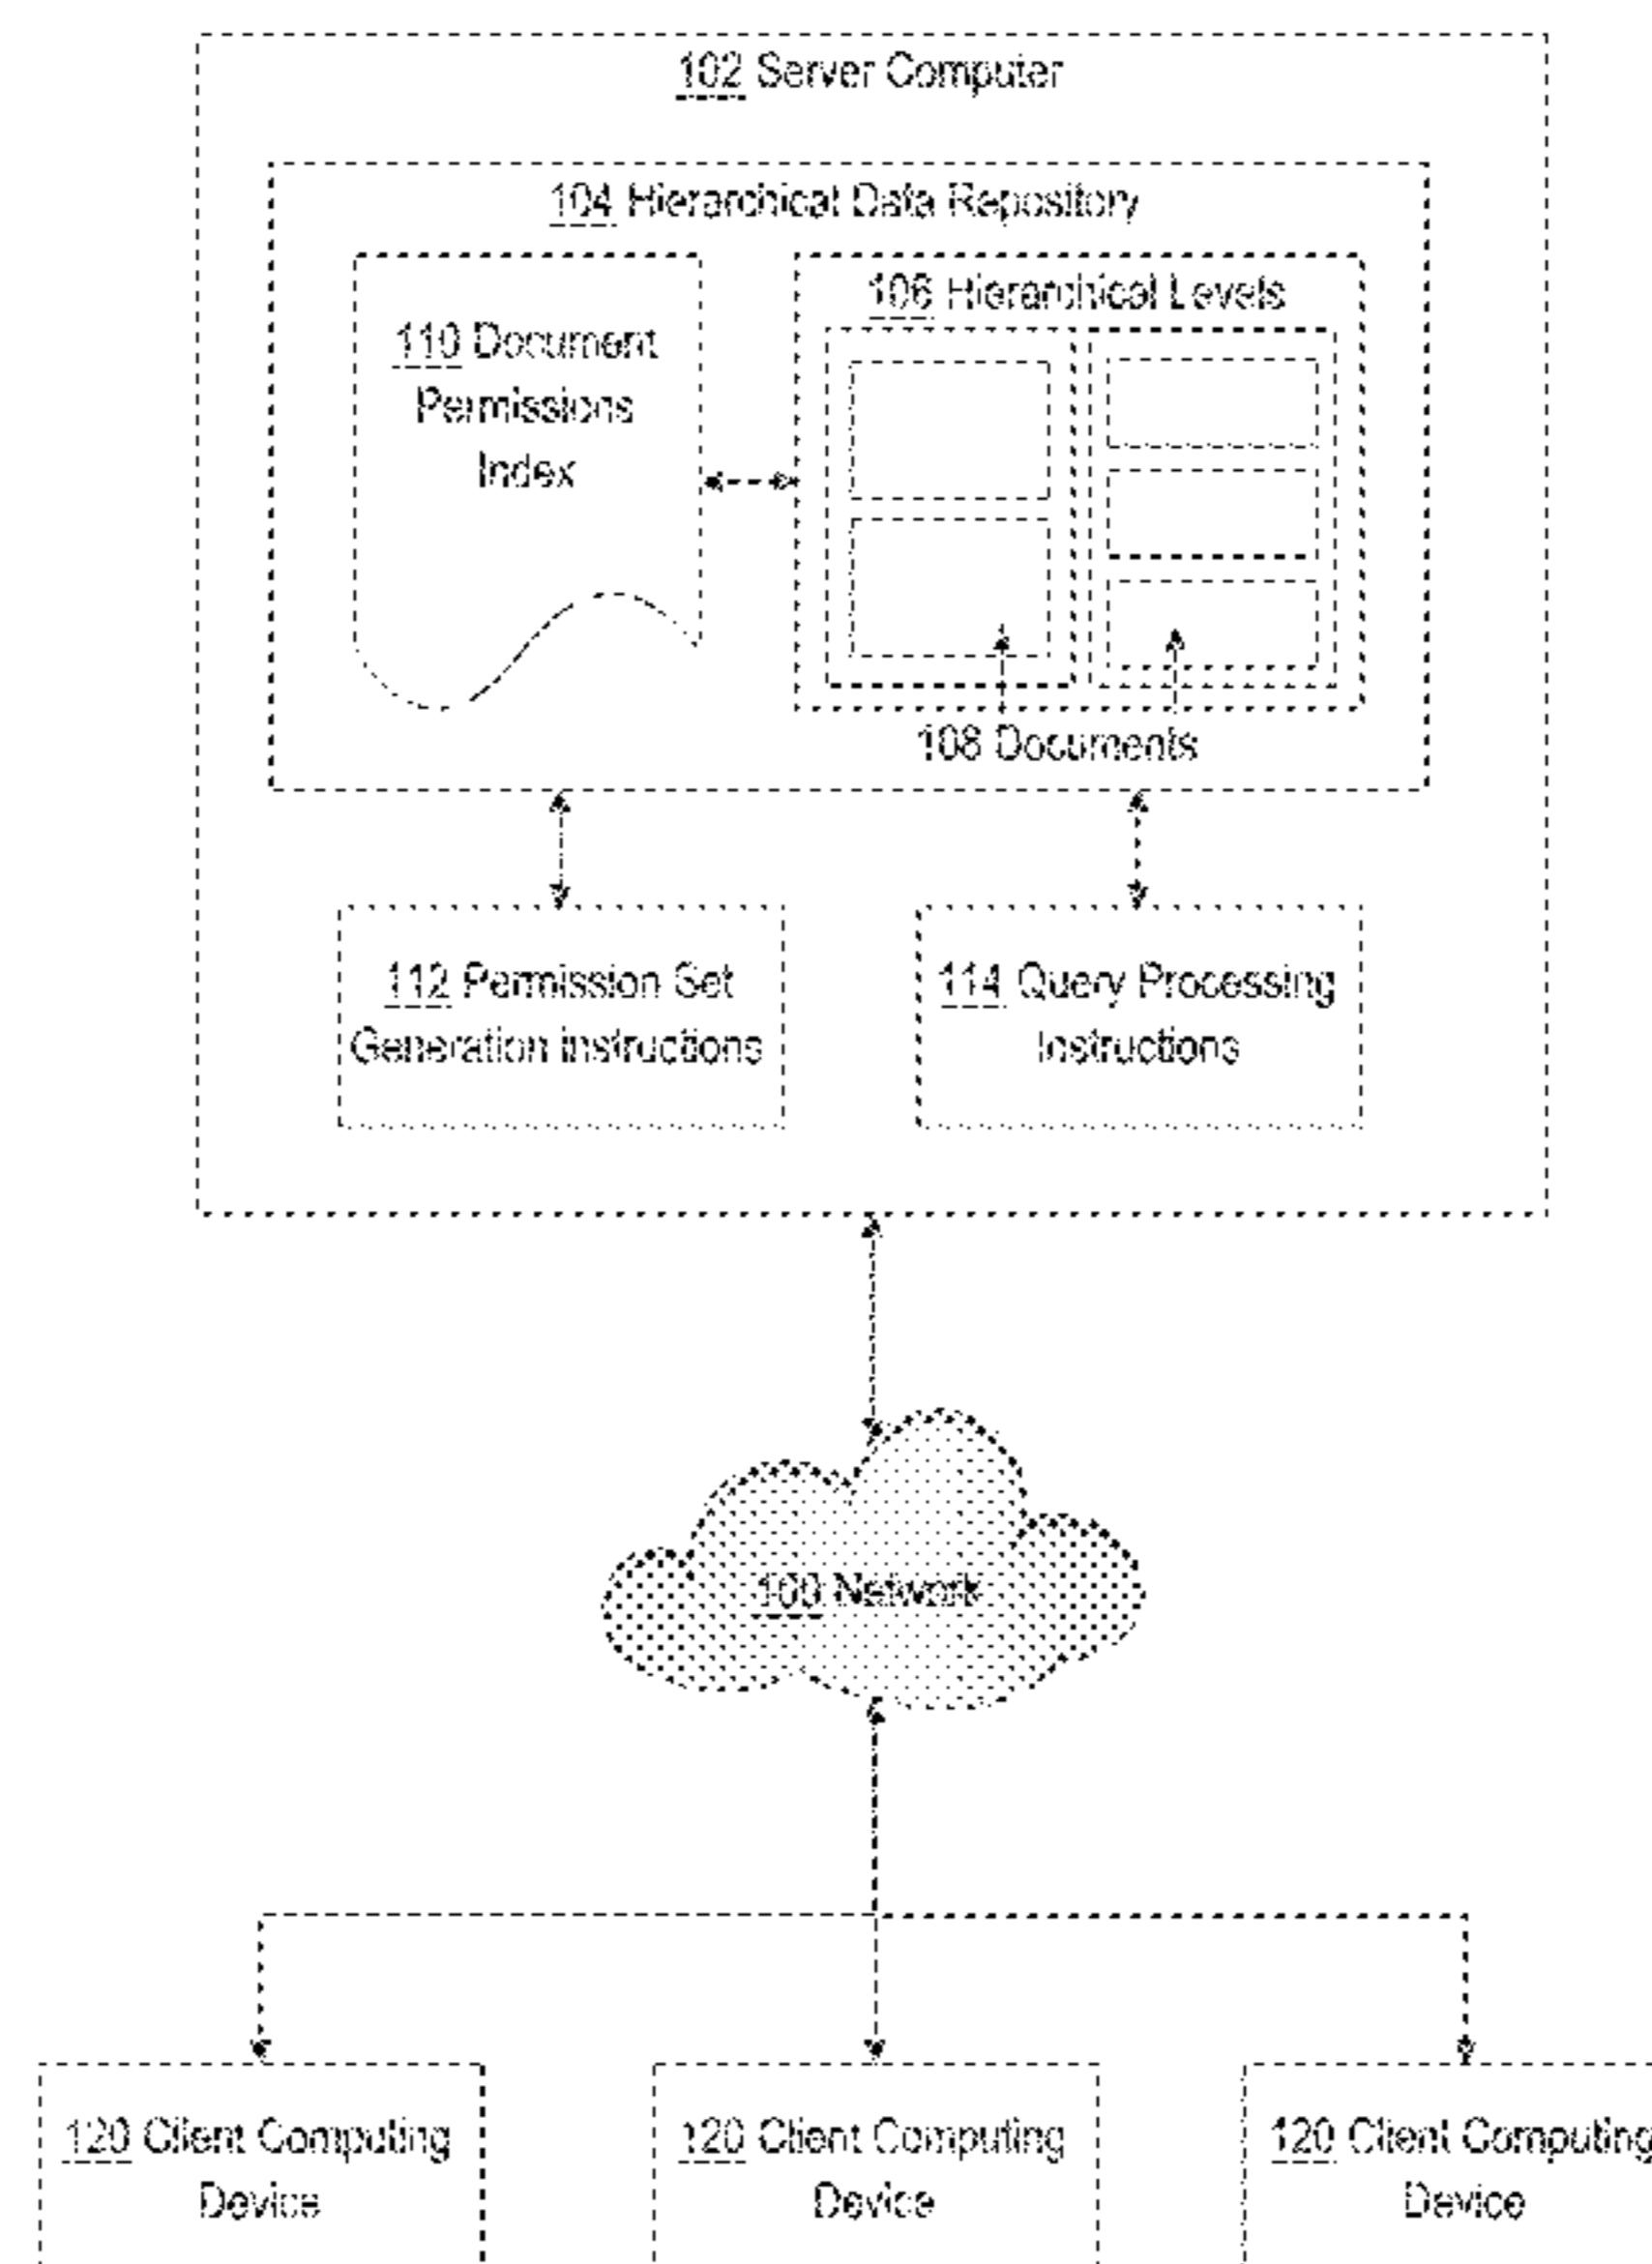 102 Server Computer
104 Hierarchical Data Repository
110 Document
Permissions
Index
106 Hierarchical Levels
108 Documents
112 Permission Set
Generation Instructions
114 Query Processing
Instructions
100 Network
120 Client Computing
Device
120 Client Computing
Device
120 Client Computing
Device